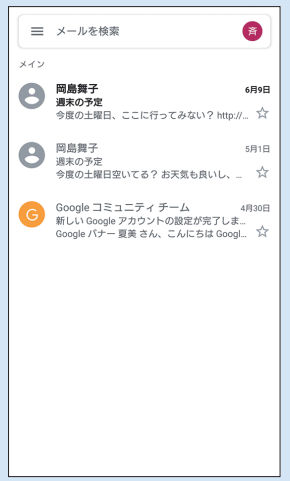 メールを検索 斉
メイン
岡島舞子 6月9日
週末の予定
今度の土曜日、ここに行ってみない？ http://...
岡島舞子 5月1日
週末の予定
今度の土曜日空いてる？ お天気も良いし、...
G Google コミュニティ チーム 4月30日
新しい Google アカウントの設定が完了しま...
Google バナー 夏美 さん、こんにちは Googl...